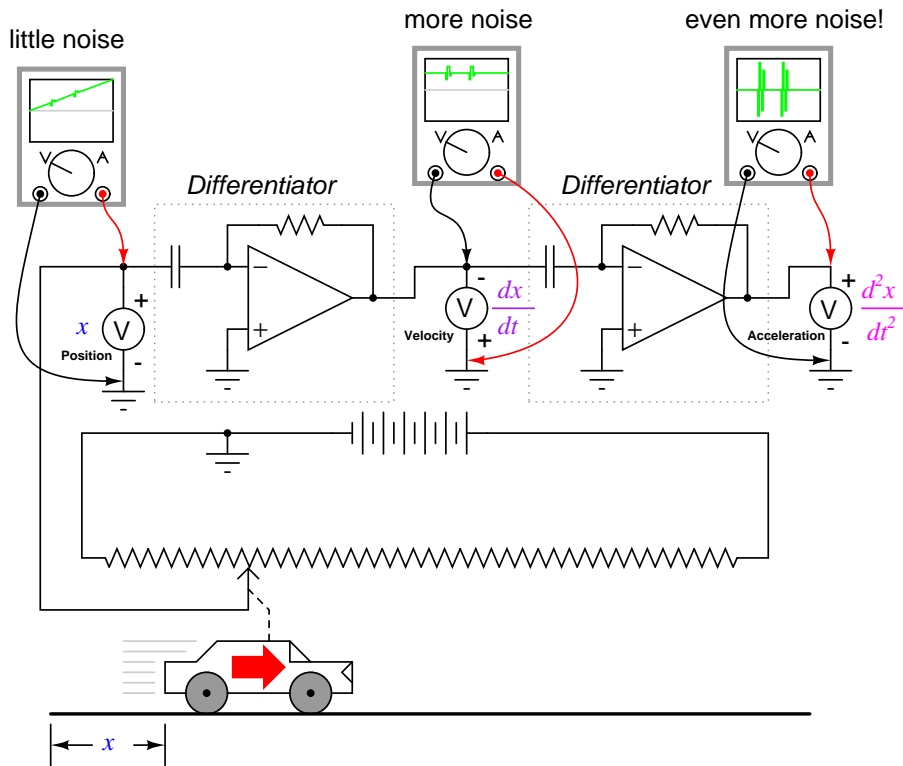 little noise
more noise
even more noise!
V A
V A
V A
Differentiator
Differentiator
−
+
−
+
x
Position
V
+
-
Velocity
V
-
+
dx
dt
Acceleration
V
+
-
d²x
dt²
x